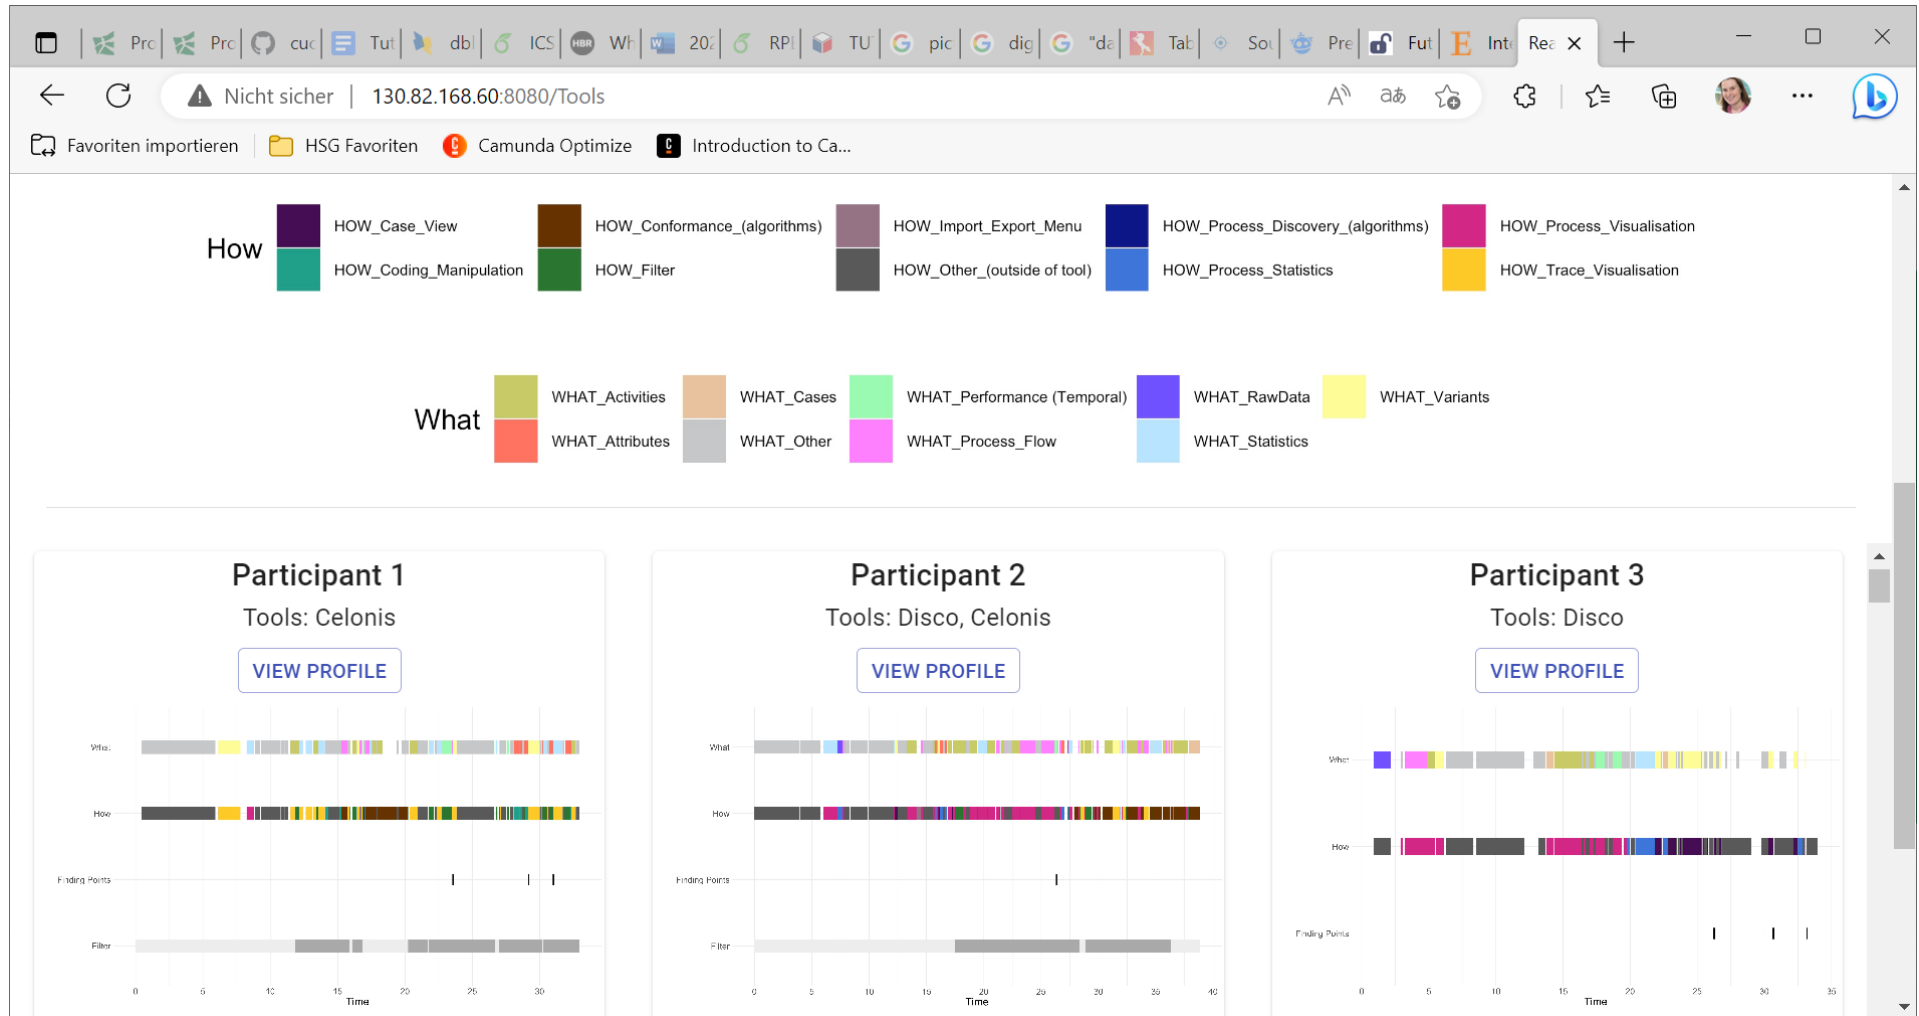 Pro Pro cuc Tut dbl ICS Wh 202 RPL TU pic dig "da Tab Sou Pre Fut Inte Rea
HBR
Nicht sicher 130.82.168.60:8080/Tools
Favoriten importieren HSG Favoriten Camunda Optimize Introduction to Ca...
How
HOW_Case_View HOW_Conformance_(algorithms) HOW_Import_Export_Menu HOW_Process_Discovery_(algorithms) HOW_Process_Visualisation
HOW_Coding_Manipulation HOW_Filter HOW_Other_(outside of tool) HOW_Process_Statistics HOW_Trace_Visualisation
What
WHAT_Activities WHAT_Cases WHAT_Performance (Temporal) WHAT_RawData WHAT_Variants
WHAT_Attributes WHAT_Other WHAT_Process_Flow WHAT_Statistics
Participant 1
Tools: Celonis
VIEW PROFILE
What
How
Finding Points
Filter
0 5 10 15 20 25 30
Time
Participant 2
Tools: Disco, Celonis
VIEW PROFILE
What
How
Finding Points
Filter
0 5 10 15 20 25 30 35 40
Time
Participant 3
Tools: Disco
VIEW PROFILE
What
How
Finding Points
0 5 10 15 20 25 30 35
Time